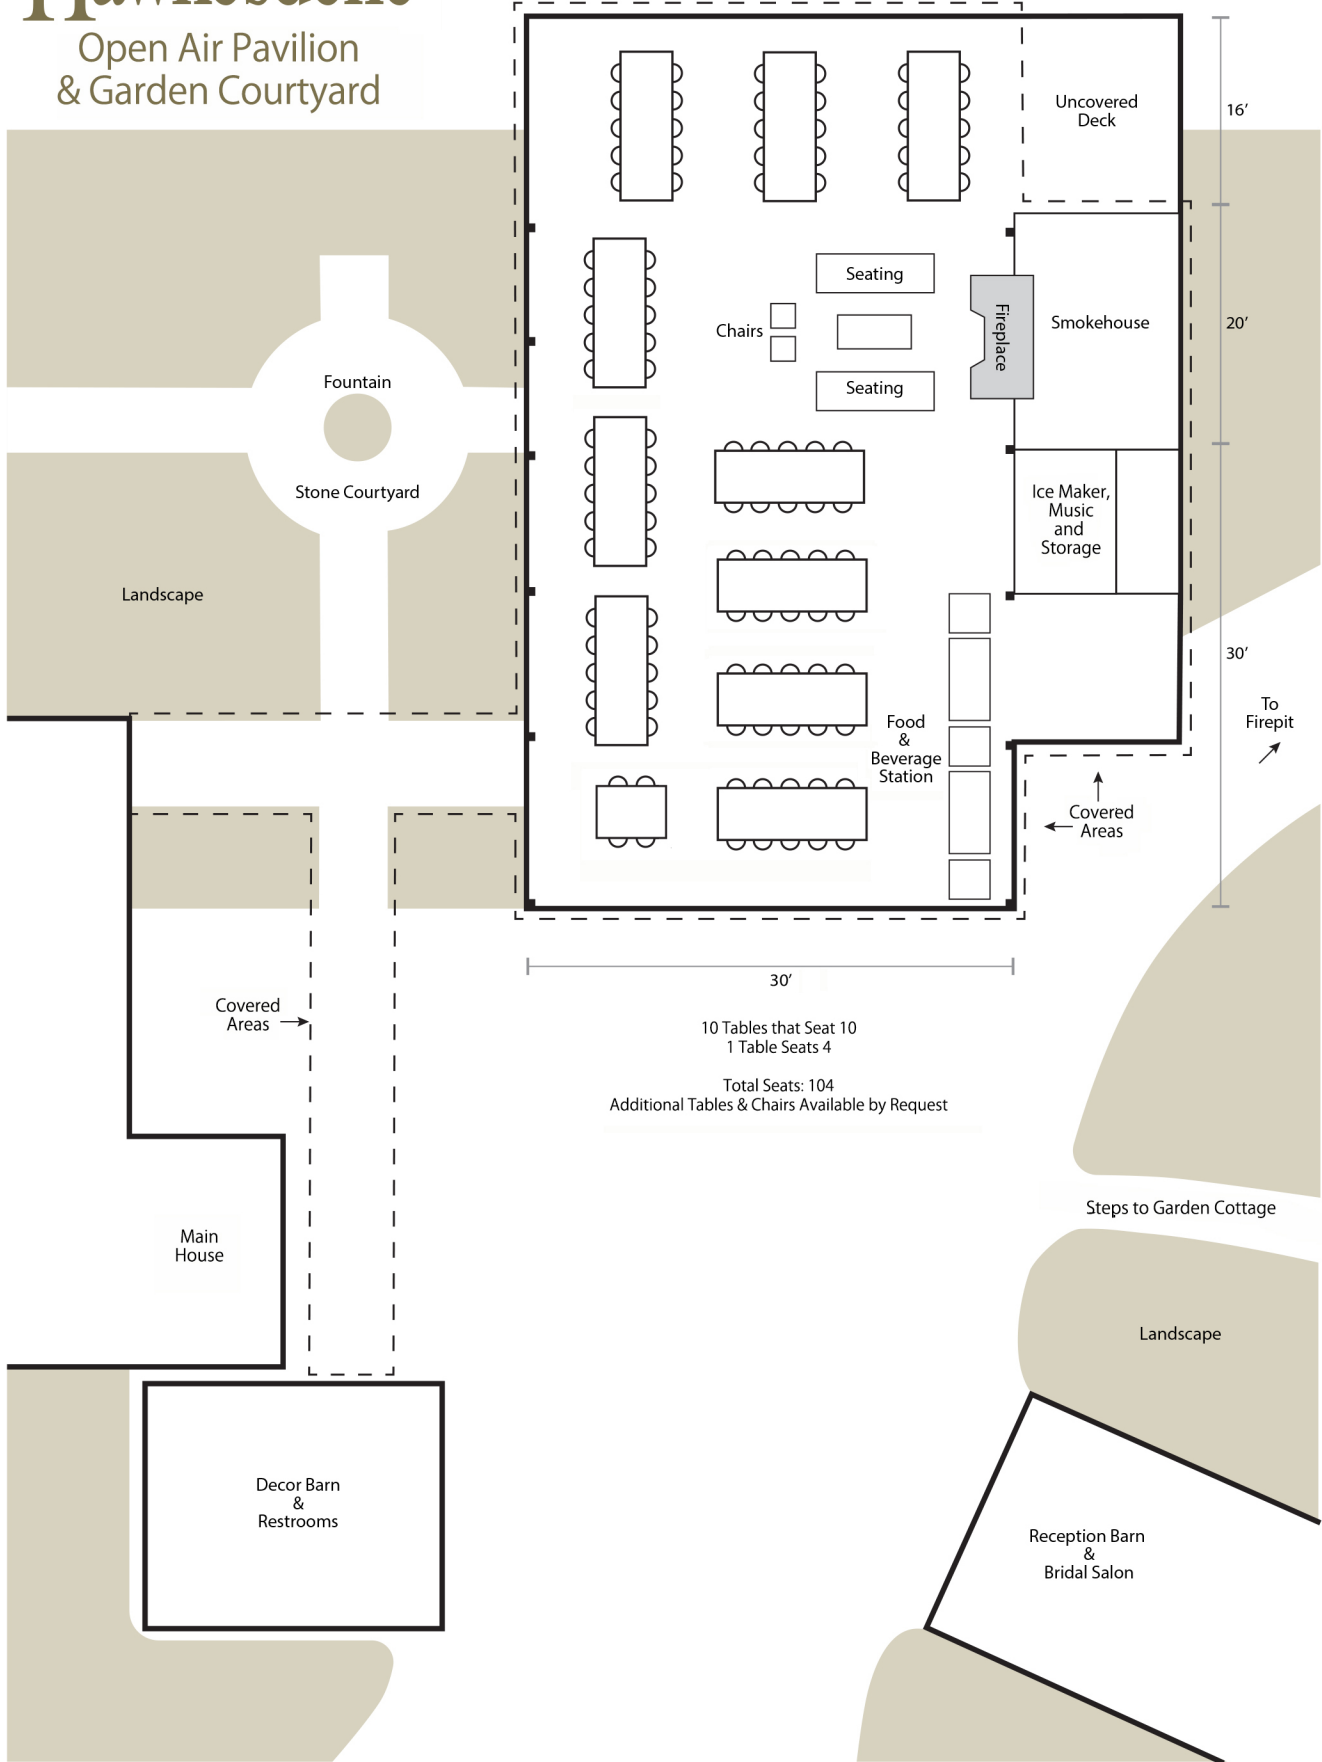 Open Air Pavilion
& Garden Courtyard
Uncovered
Deck
16’
Seating
Chairs
Fireplace
Smokehouse
20’
Seating
Fountain
Stone Courtyard
Ice Maker,
Music
and
Storage
Landscape
30’
To
Firepit
Food
&
Beverage
Station
Covered
Areas
30’
Covered
Areas
10 Tables that Seat 10
1 Table Seats 4
Total Seats: 104
Additional Tables & Chairs Available by Request
Steps to Garden Cottage
Main
House
Landscape
Decor Barn
&
Restrooms
Reception Barn
&
Bridal Salon